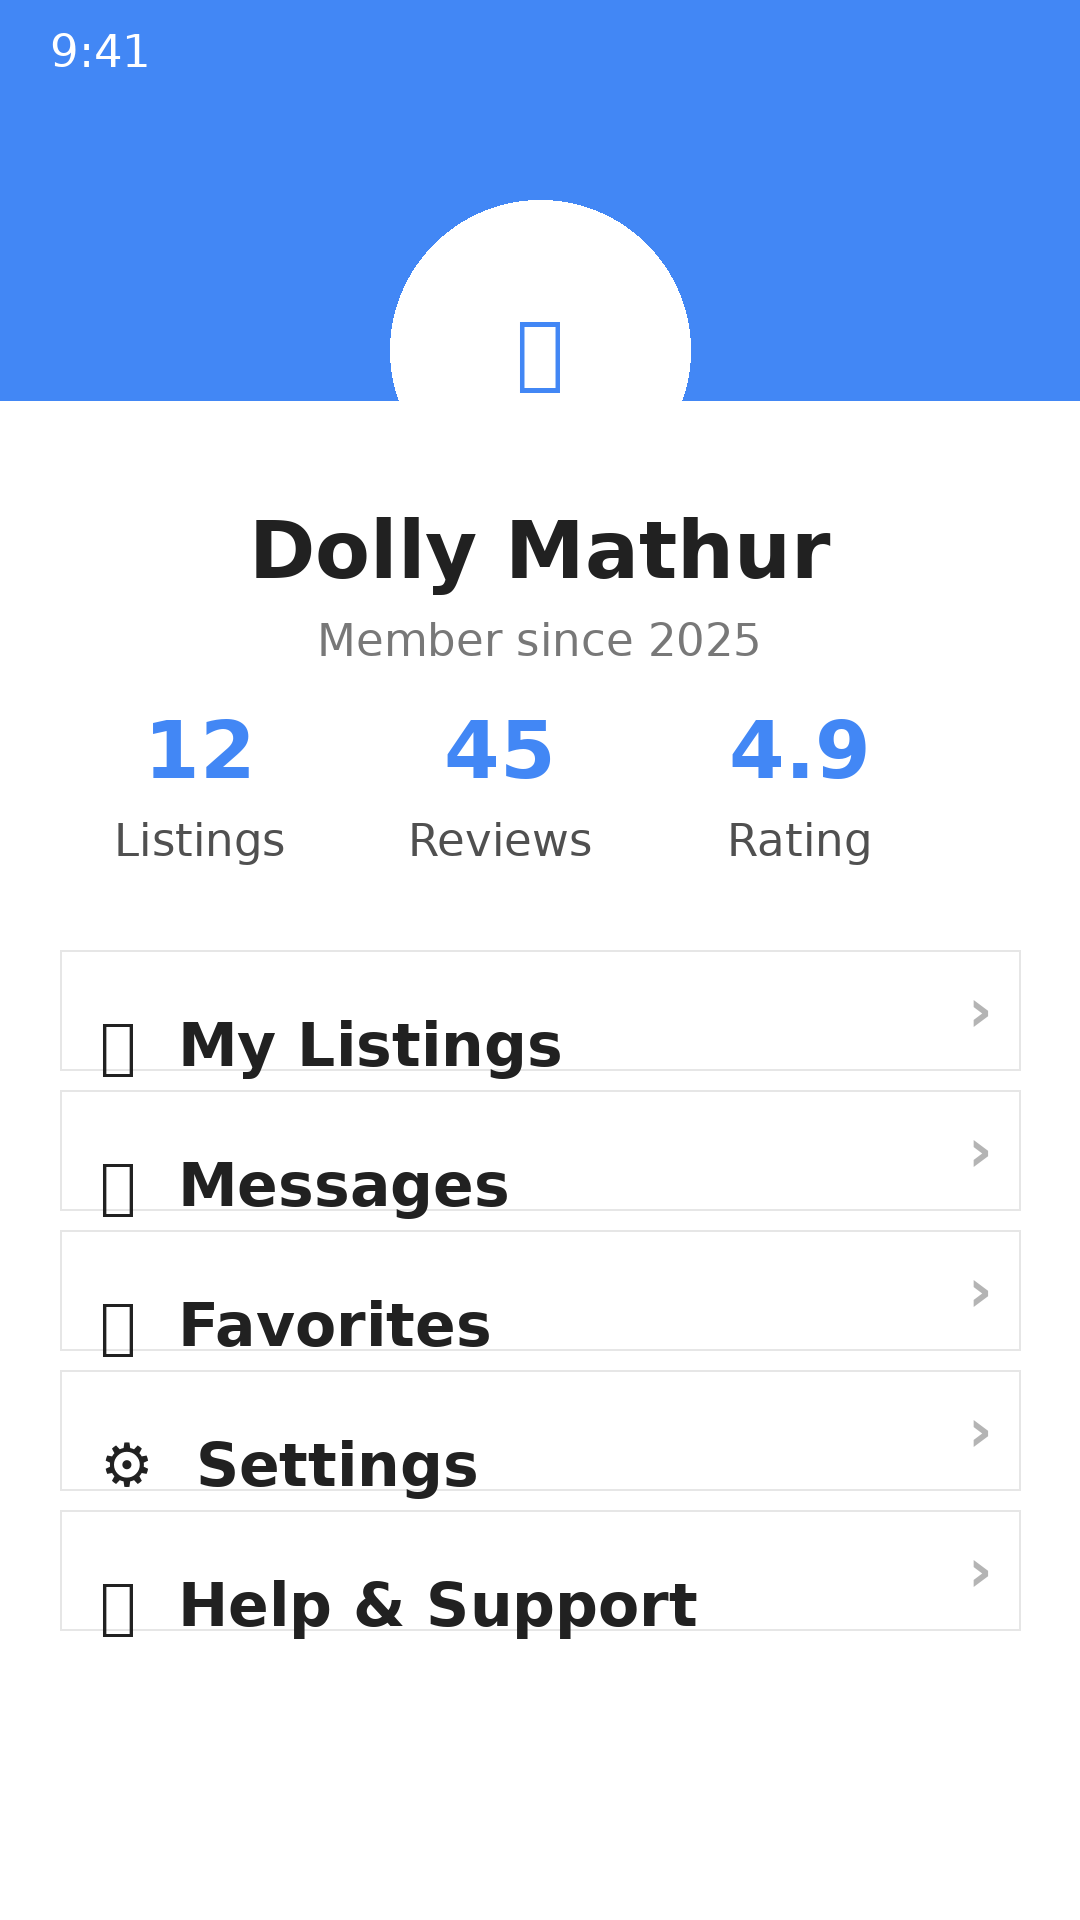 9:41
Dolly Mathur
Member since 2025
12 45 4.9
Listings Reviews Rating
My Listings ›
Messages ›
Favorites ›
⚙ Settings ›
Help & Support ›